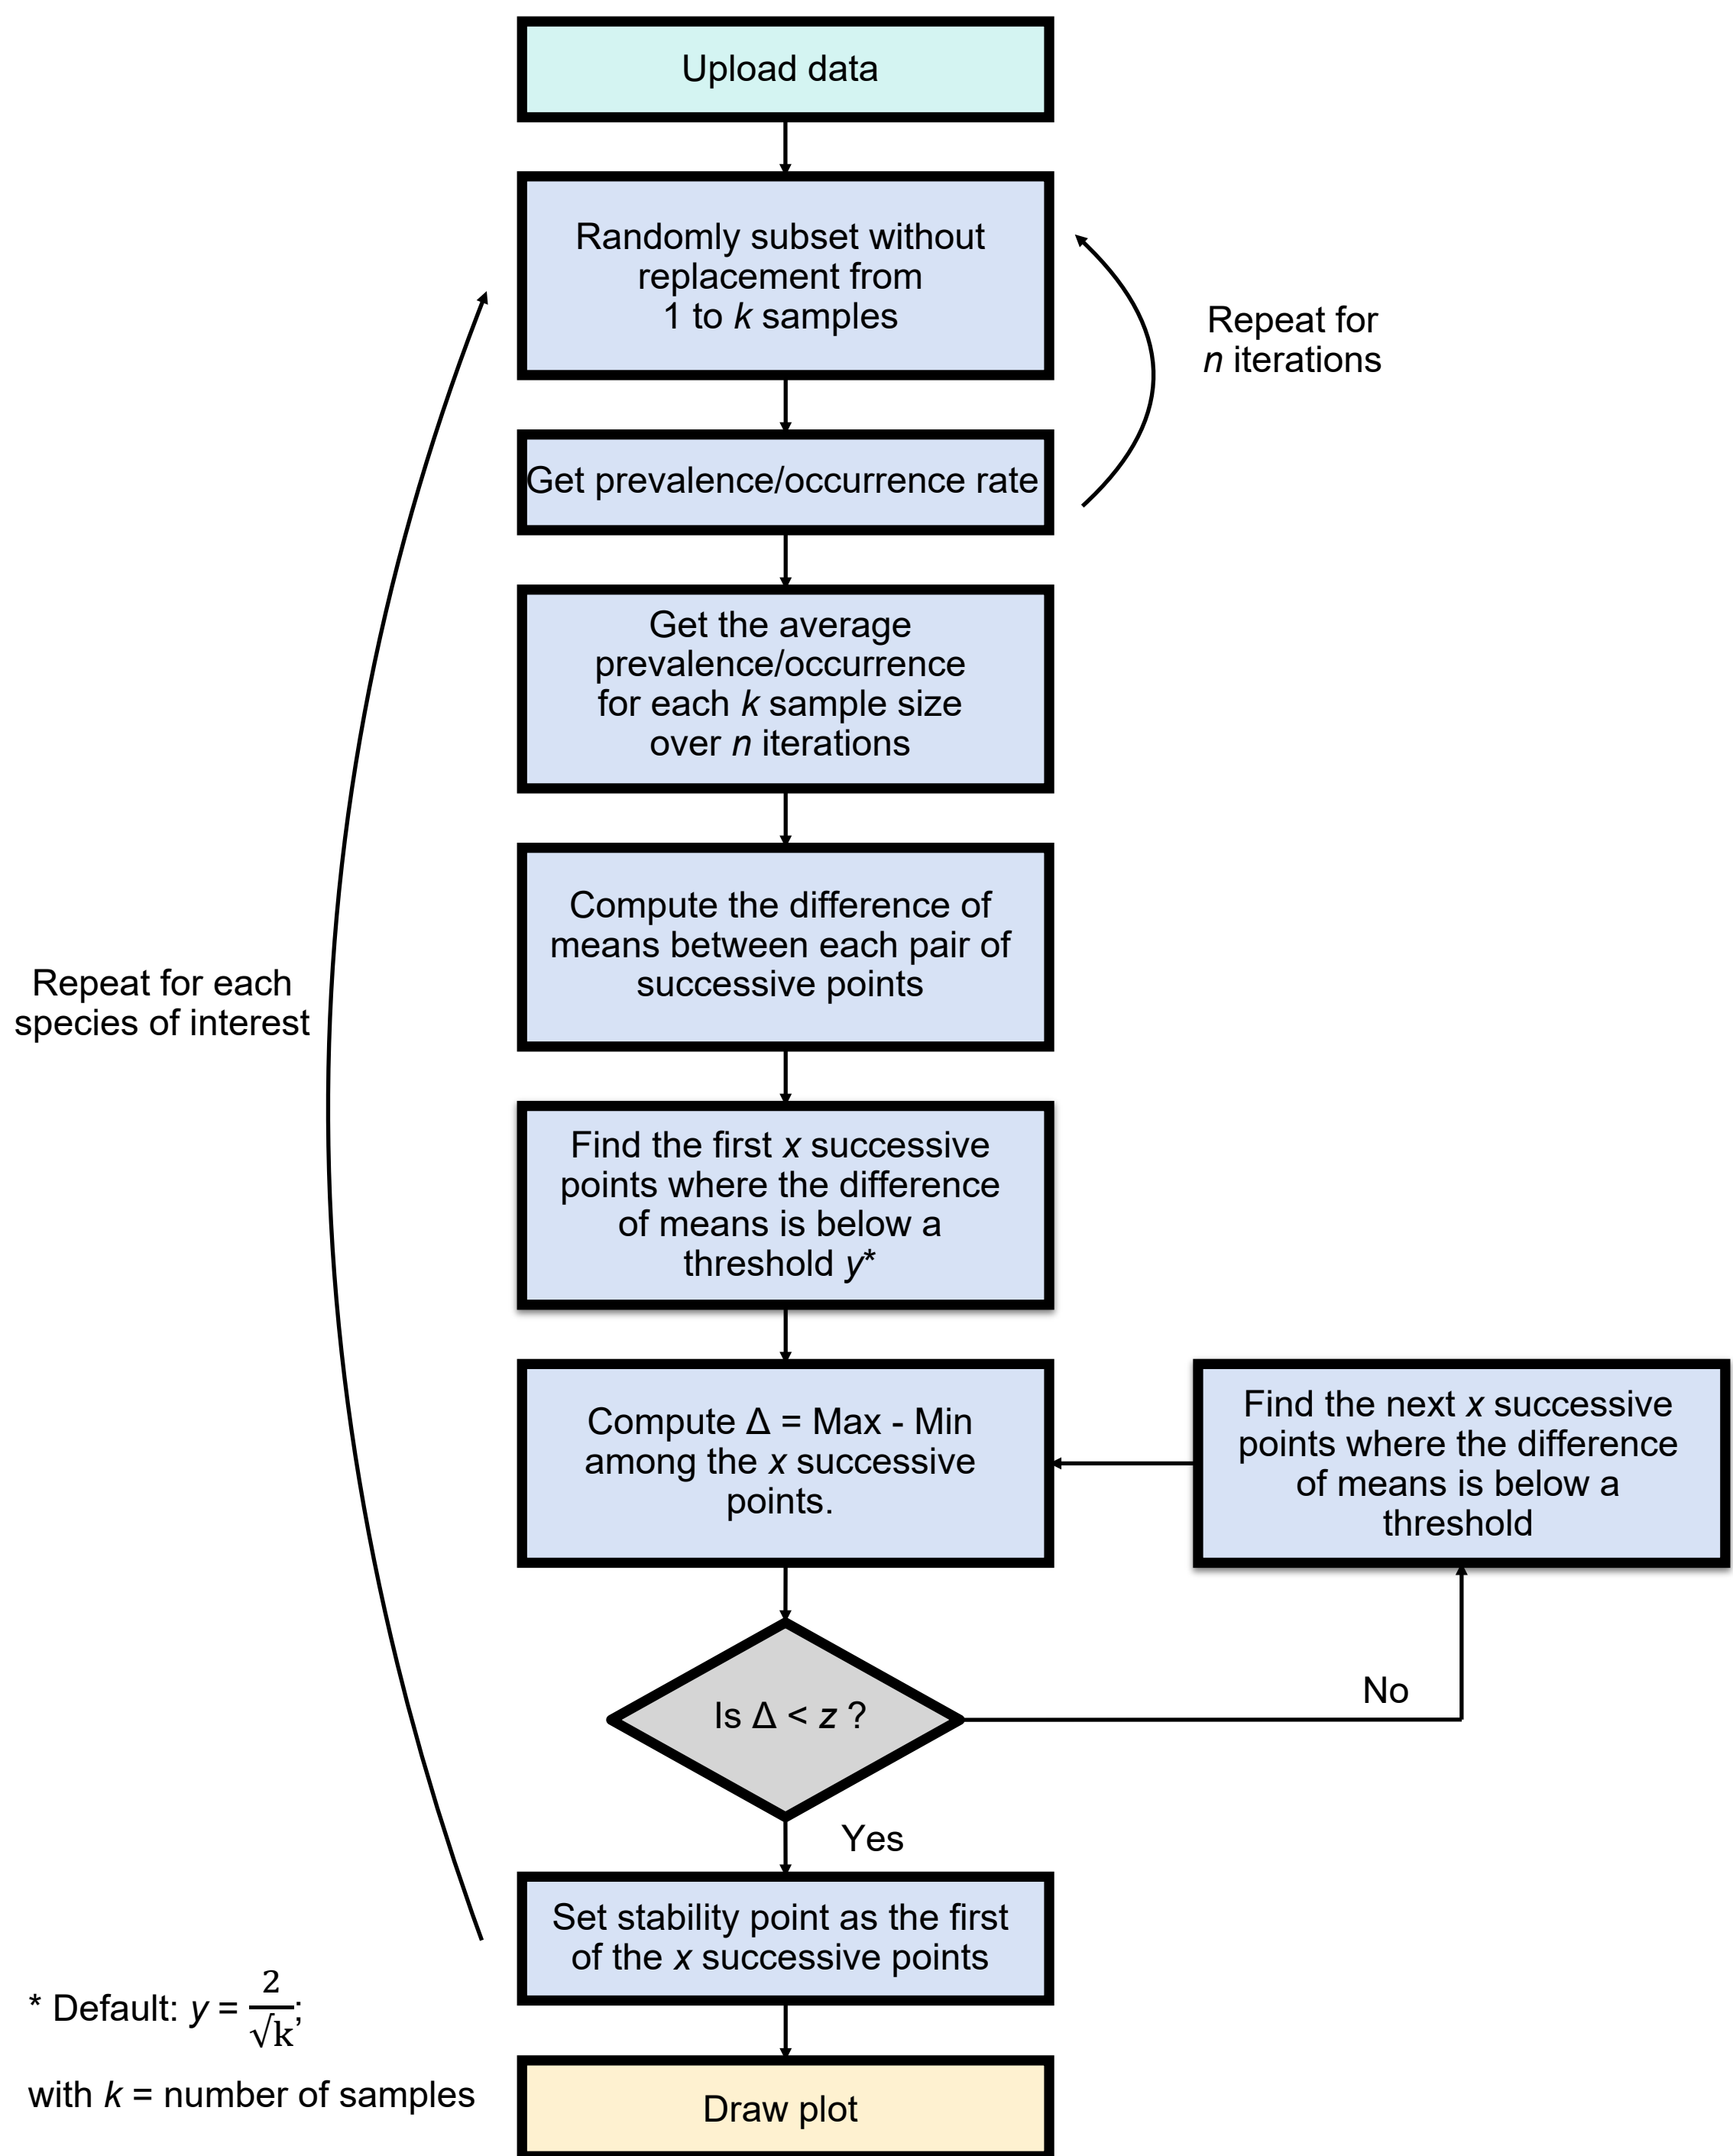 Upload data
Randomly subset without
replacement from
1 to k samples
Repeat for
n iterations
Get prevalence/occurrence rate
Get the average
prevalence/occurrence
for each k sample size
over n iterations
Compute the difference of
means between each pair of
successive points
Repeat for each
species of interest
Find the first x successive
points where the difference
of means is below a
threshold y*
Compute Δ = Max - Min
among the x successive
points.
Find the next x successive
points where the difference
of means is below a
threshold
Is Δ < z ?
No
Yes
Set stability point as the first
of the x successive points
* Default: y = 2/√k;
with k = number of samples
Draw plot